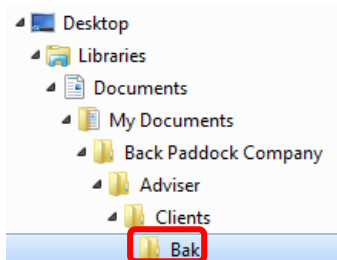 Desktop
Libraries
Documents
My Documents
Back Paddock Company
Adviser
Clients
Bak